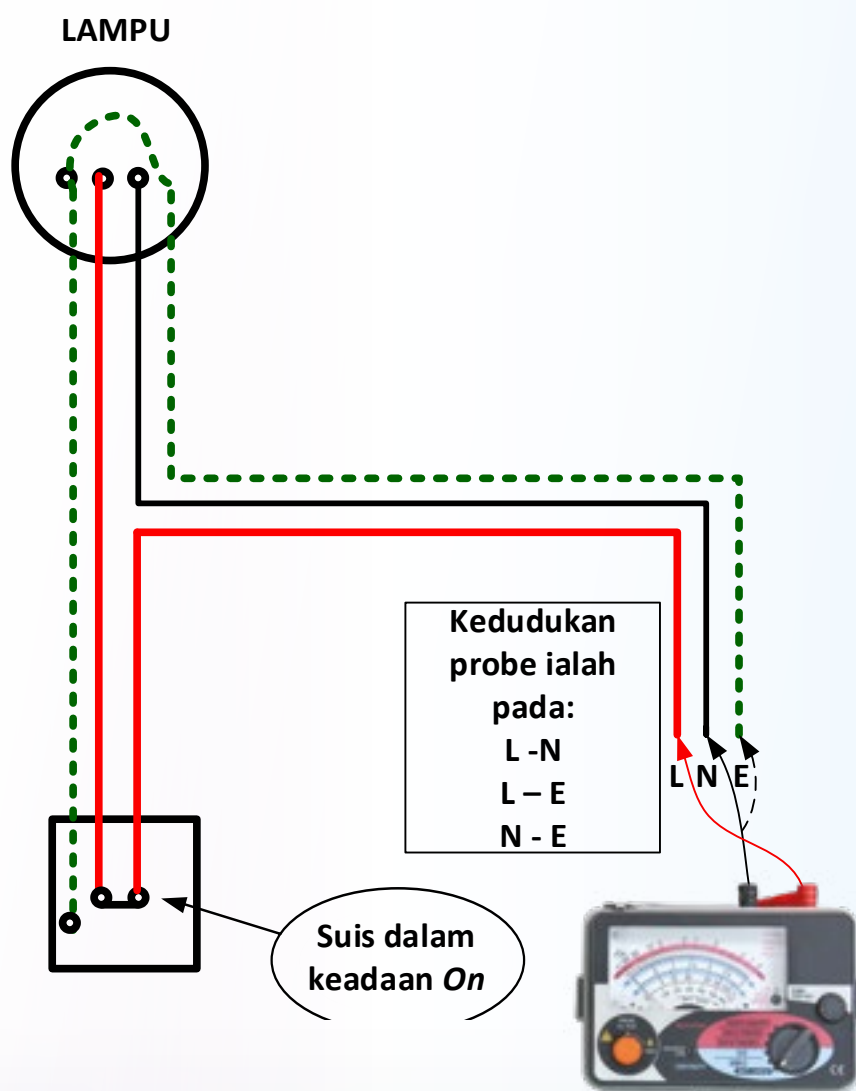 LAMPU
Kedudukan
probe ialah
pada:
L -N
L – E
N - E
L N E
Suis dalam
keadaan On